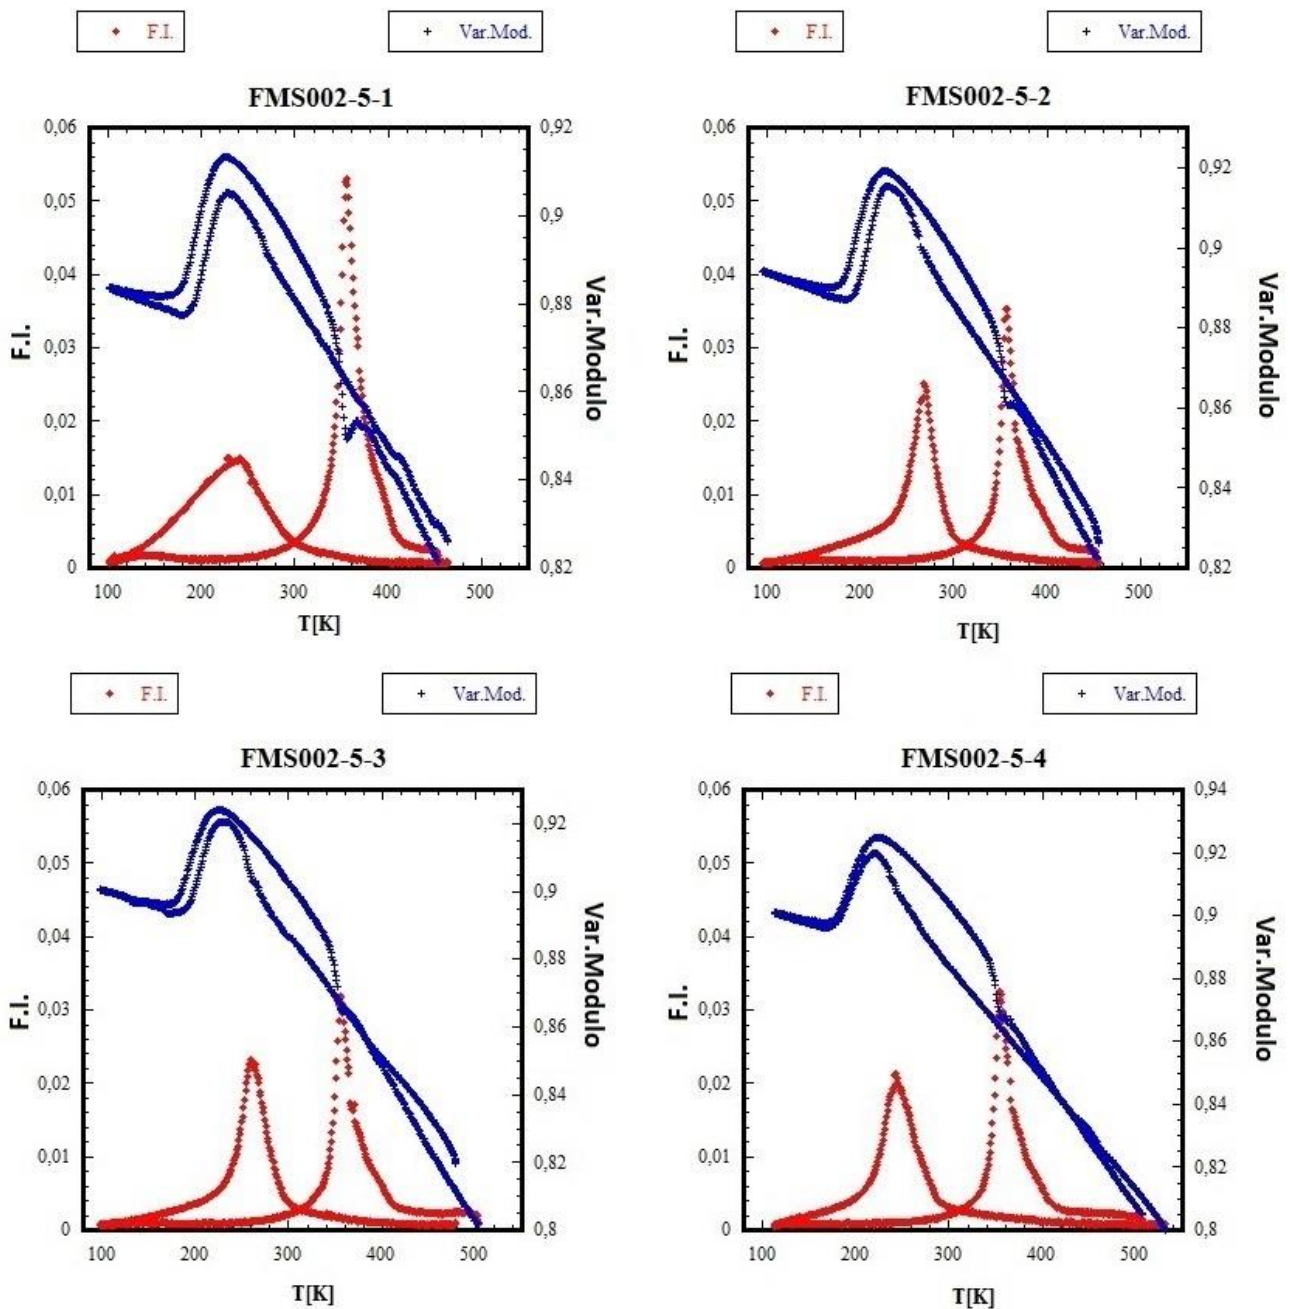 F.I. Var.Mod. F.I. Var.Mod.
FMS002-5-1 FMS002-5-2
0,06 0,92 0,06
0,92
0,05 0,05
0,9
0,9
0,04 0,04
0,88
0,03 0,88
0,03
0,86
0,02 0,02 0,86
0,84
0,01 0,01 0,84
0 0,82 0 0,82
100 200 300 400 500 100 200 300 400 500
T[K] T[K]
F.I. Var.Modulo F.I. Var.Modulo
F.I. Var.Mod. F.I. Var.Mod.
FMS002-5-3 FMS002-5-4
0,06 0,06 0,94
0,92
0,05 0,05 0,92
0,9
0,04 0,04 0,9
0,88
0,88
0,03 0,03
0,86 0,86
0,02 0,02
0,84 0,84
0,01 0,82 0,01 0,82
0 0,8 0 0,8
100 200 300 400 500 100 200 300 400 500
T[K] T[K]
F.I. Var.Modulo F.I. Var.Modulo